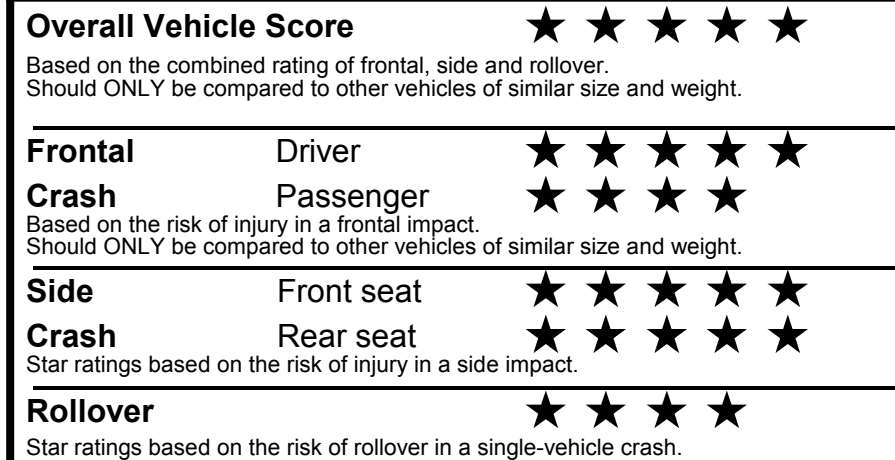 Overall Vehicle Score ★ ★ ★ ★ ★
Based on the combined rating of frontal, side and rollover.
Should ONLY be compared to other vehicles of similar size and weight.
Frontal Driver ★ ★ ★ ★ ★
Crash Passenger ★ ★ ★ ★
Based on the risk of injury in a frontal impact.
Should ONLY be compared to other vehicles of similar size and weight.
Side Front seat ★ ★ ★ ★ ★
Crash Rear seat ★ ★ ★ ★ ★
Star ratings based on the risk of injury in a side impact.
Rollover ★ ★ ★ ★
Star ratings based on the risk of rollover in a single-vehicle crash.